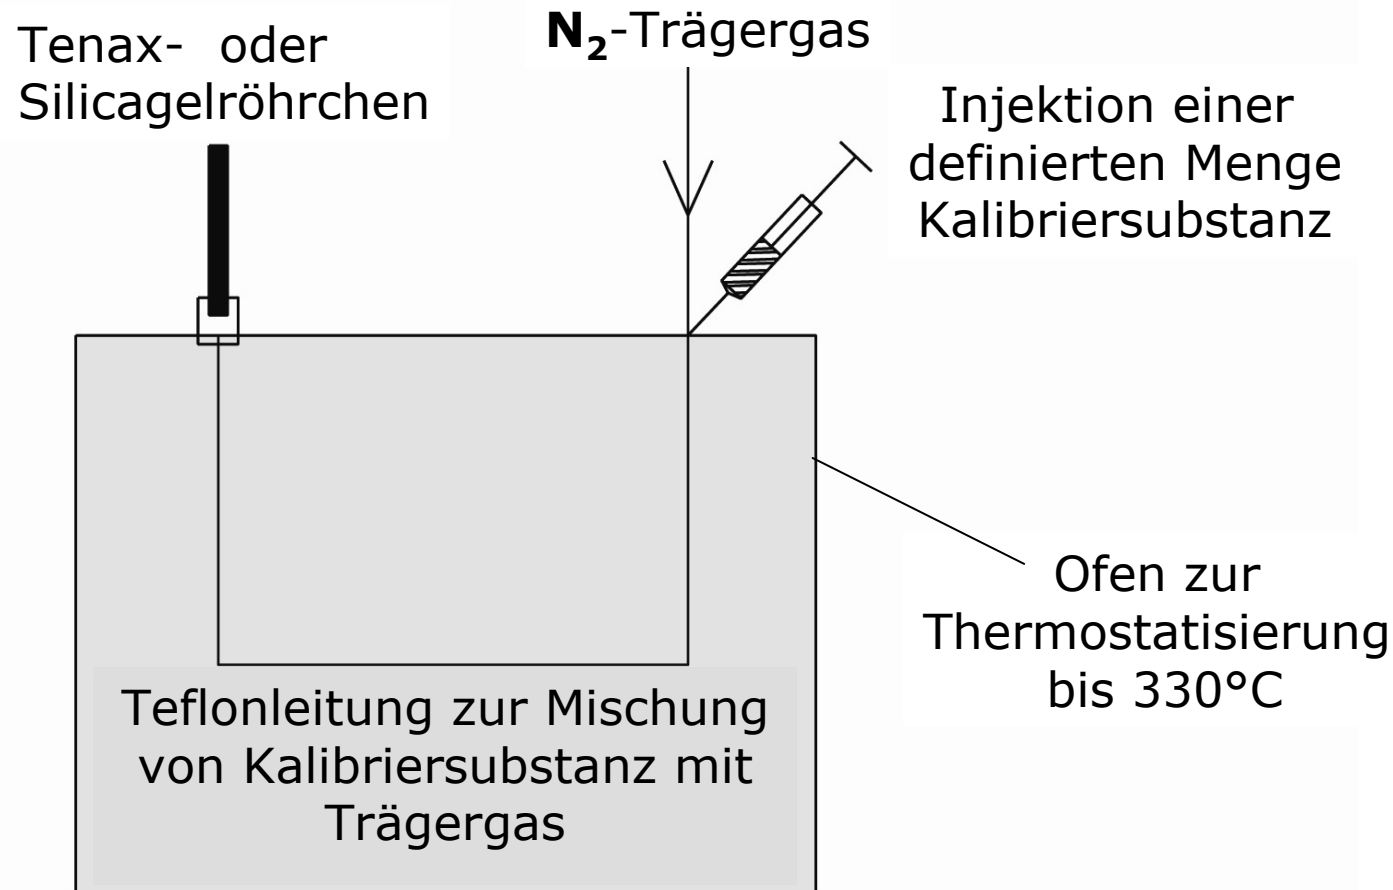 Tenax- oder
Silicagelröhrchen
N₂-Trägergas
Injektion einer
definierten Menge
Kalibriersubstanz
Ofen zur
Thermostatisierung
bis 330°C
Teflonleitung zur Mischung
von Kalibriersubstanz mit
Trägergas